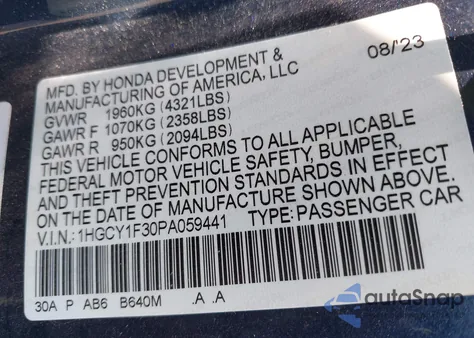 08/23
MFD. BY HONDA DEVELOPMENT &
MANUFACTURING OF AMERICA, LLC
GVWR 1960KG (4321LBS)
GAWR F 1070KG (2358LBS)
GAWR R 950KG (2094LBS)
THIS VEHICLE CONFORMS TO ALL APPLICABLE
FEDERAL MOTOR VEHICLE SAFETY, BUMPER,
AND THEFT PREVENTION STANDARDS IN EFFECT
ON THE DATE OF MANUFACTURE SHOWN ABOVE.
V.I.N.: 1HGCY1F30PA059441 TYPE: PASSENGER CAR
30A P AB6 B640M .A .A
autoSnap